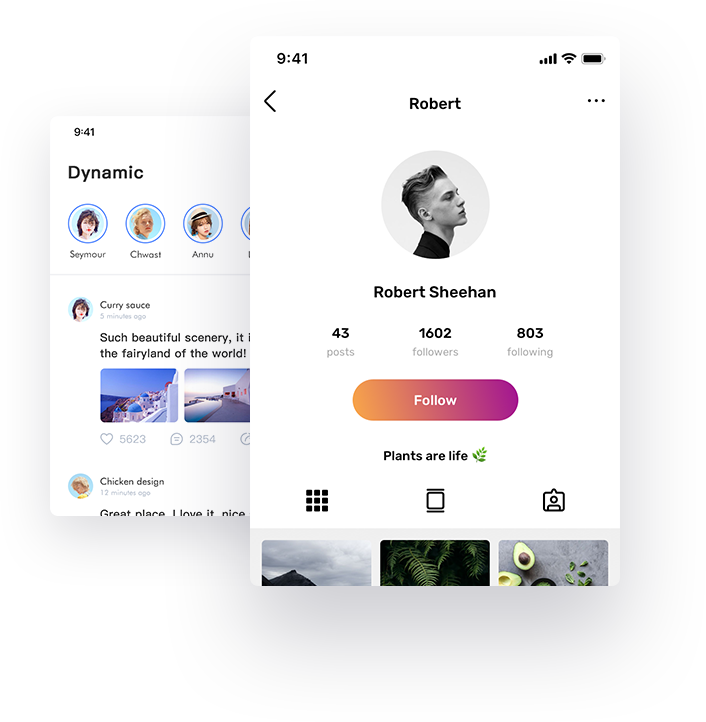 9:41
Robert
Robert Sheehan
43
1602
803
posts
followers
following
Follow
Plants are life 🌿
9:41
Dynamic
Seymour
Chwast
Annu
Curry sauce
5 minutes ago
Such beautiful scenery, it i
the fairyland of the world!
5623
2354
Chicken design
12 minutes ago
Great place, I love it, nice